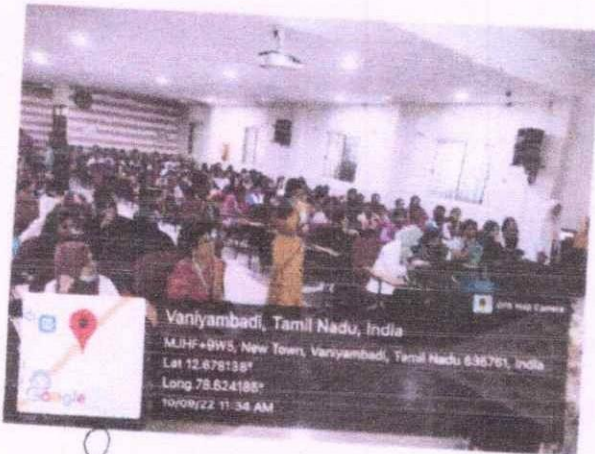 GPS Map Camera
Vaniyambadi, Tamil Nadu, India
MJHF+9W5, New Town, Vaniyambadi, Tamil Nadu 635751, India
Lat 12.678138°
Long 78.624185°
10/09/22 11:34 AM
Google